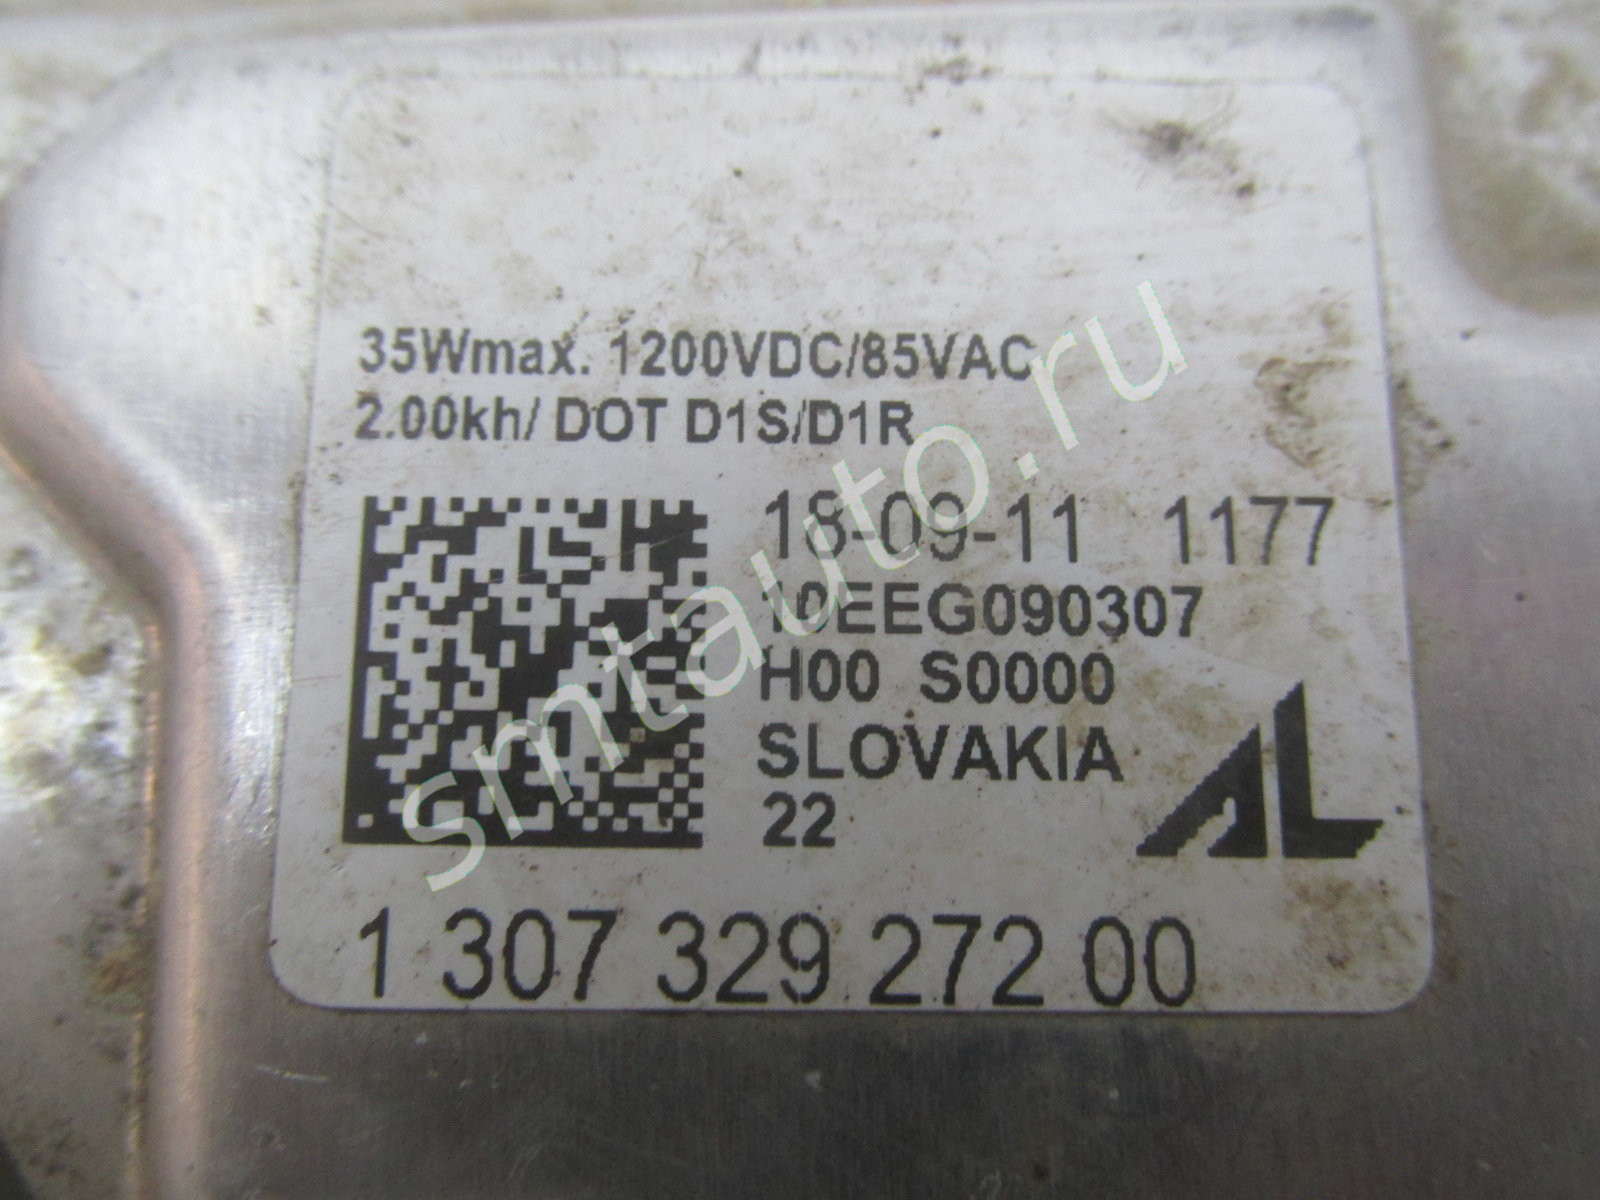 35Wmax. 1200VDC/85VAC
2.00kh/ DOT D1S/D1R
18-09-11 1177
10EEG090307
H00 S0000
SLOVAKIA
22
AL
1 307 329 272 00
smtauto.ru